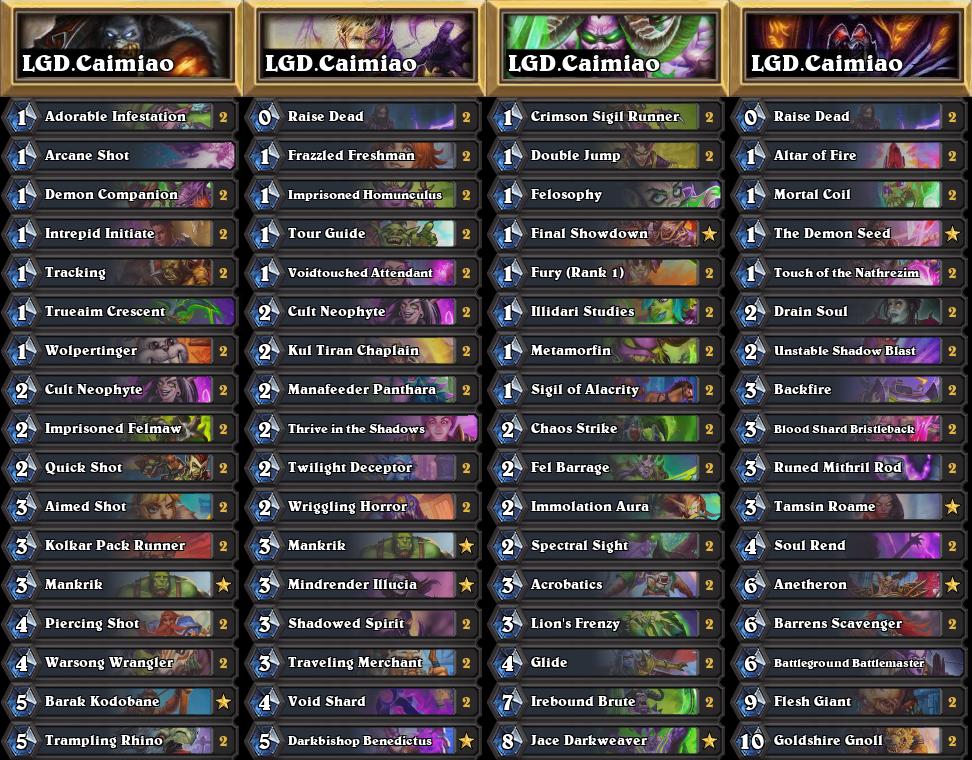 LGD.Caimiao
1 Adorable Infestation 2
1 Arcane Shot
1 Demon Companion 2
1 Intrepid Initiate 2
1 Tracking 2
1 Trueaim Crescent
1 Wolpertinger 2
2 Cult Neophyte 2
2 Imprisoned Felmaw 2
2 Quick Shot 2
3 Aimed Shot 2
3 Kolkar Pack Runner 2
3 Mankrik
4 Piercing Shot 2
4 Warsong Wrangler 2
5 Barak Kodobane
5 Trampling Rhino 2
LGD.Caimiao
0 Raise Dead 2
1 Frazzled Freshman 2
1 Imprisoned Homunculus 2
1 Tour Guide 2
1 Voidtouched Attendant 2
2 Cult Neophyte 2
2 Kul Tiran Chaplain 2
2 Manafeeder Panthara 2
2 Thrive in the Shadows
2 Twilight Deceptor 2
2 Wriggling Horror 2
3 Mankrik
3 Mindrender Illucia
3 Shadowed Spirit 2
3 Traveling Merchant 2
4 Void Shard 2
5 Darkbishop Benedictus
LGD.Caimiao
1 Crimson Sigil Runner 2
1 Double Jump 2
1 Felosophy
1 Final Showdown
1 Fury (Rank 1) 2
1 Illidari Studies 2
1 Metamorfin 2
1 Sigil of Alacrity 2
2 Chaos Strike 2
2 Fel Barrage 2
2 Immolation Aura
2 Spectral Sight 2
3 Acrobatics 2
3 Lion's Frenzy 2
4 Glide 2
7 Irebound Brute 2
8 Jace Darkweaver
LGD.Caimiao
0 Raise Dead 2
1 Altar of Fire 2
1 Mortal Coil 2
1 The Demon Seed
1 Touch of the Nathrezim 2
2 Drain Soul 2
2 Unstable Shadow Blast 2
3 Backfire 2
3 Blood Shard Bristleback 2
3 Runed Mithril Rod 2
3 Tamsin Roame
4 Soul Rend 2
6 Anetheron
6 Barrens Scavenger 2
6 Battleground Battlemaster
9 Flesh Giant 2
10 Goldshire Gnoll 2